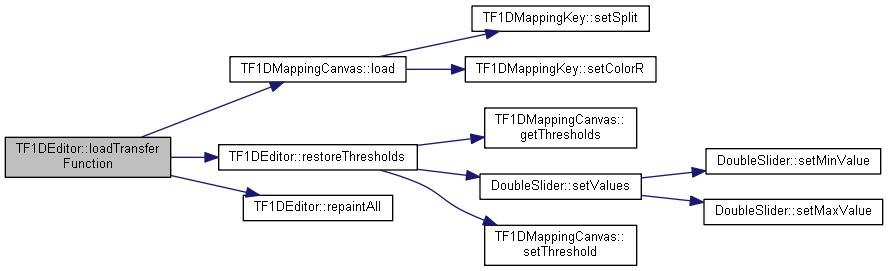 TF1DMappingKey::setSplit
TF1DMappingCanvas::load
TF1DMappingKey::setColorR
TF1DEditor::loadTransfer
Function
TF1DMappingCanvas::
getThresholds
TF1DEditor::restoreThresholds
DoubleSlider::setMinValue
DoubleSlider::setValues
TF1DEditor::repaintAll
DoubleSlider::setMaxValue
TF1DMappingCanvas::
setThreshold